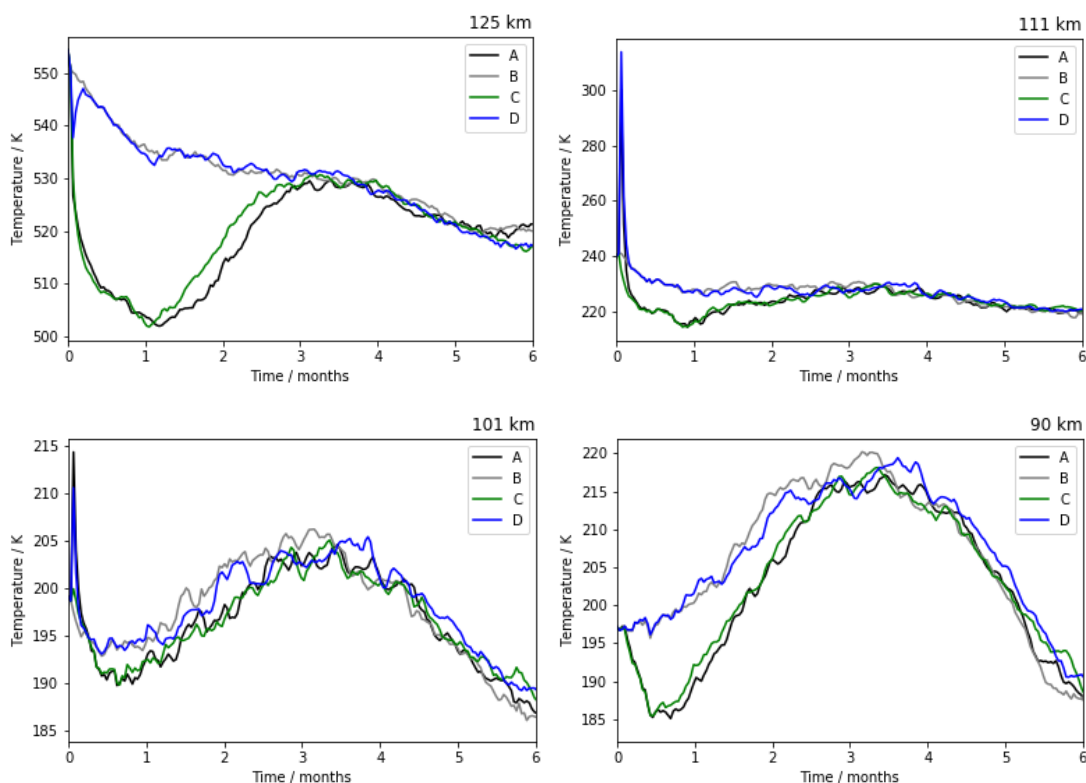 125 km
A
B
C
D
Temperature / K
550
540
530
520
510
500
0 1 2 3 4 5 6
Time / months
111 km
A
B
C
D
Temperature / K
300
280
260
240
220
0 1 2 3 4 5 6
Time / months
101 km
A
B
C
D
Temperature / K
215
210
205
200
195
190
185
0 1 2 3 4 5 6
Time / months
90 km
A
B
C
D
Temperature / K
220
215
210
205
200
195
190
185
0 1 2 3 4 5 6
Time / months